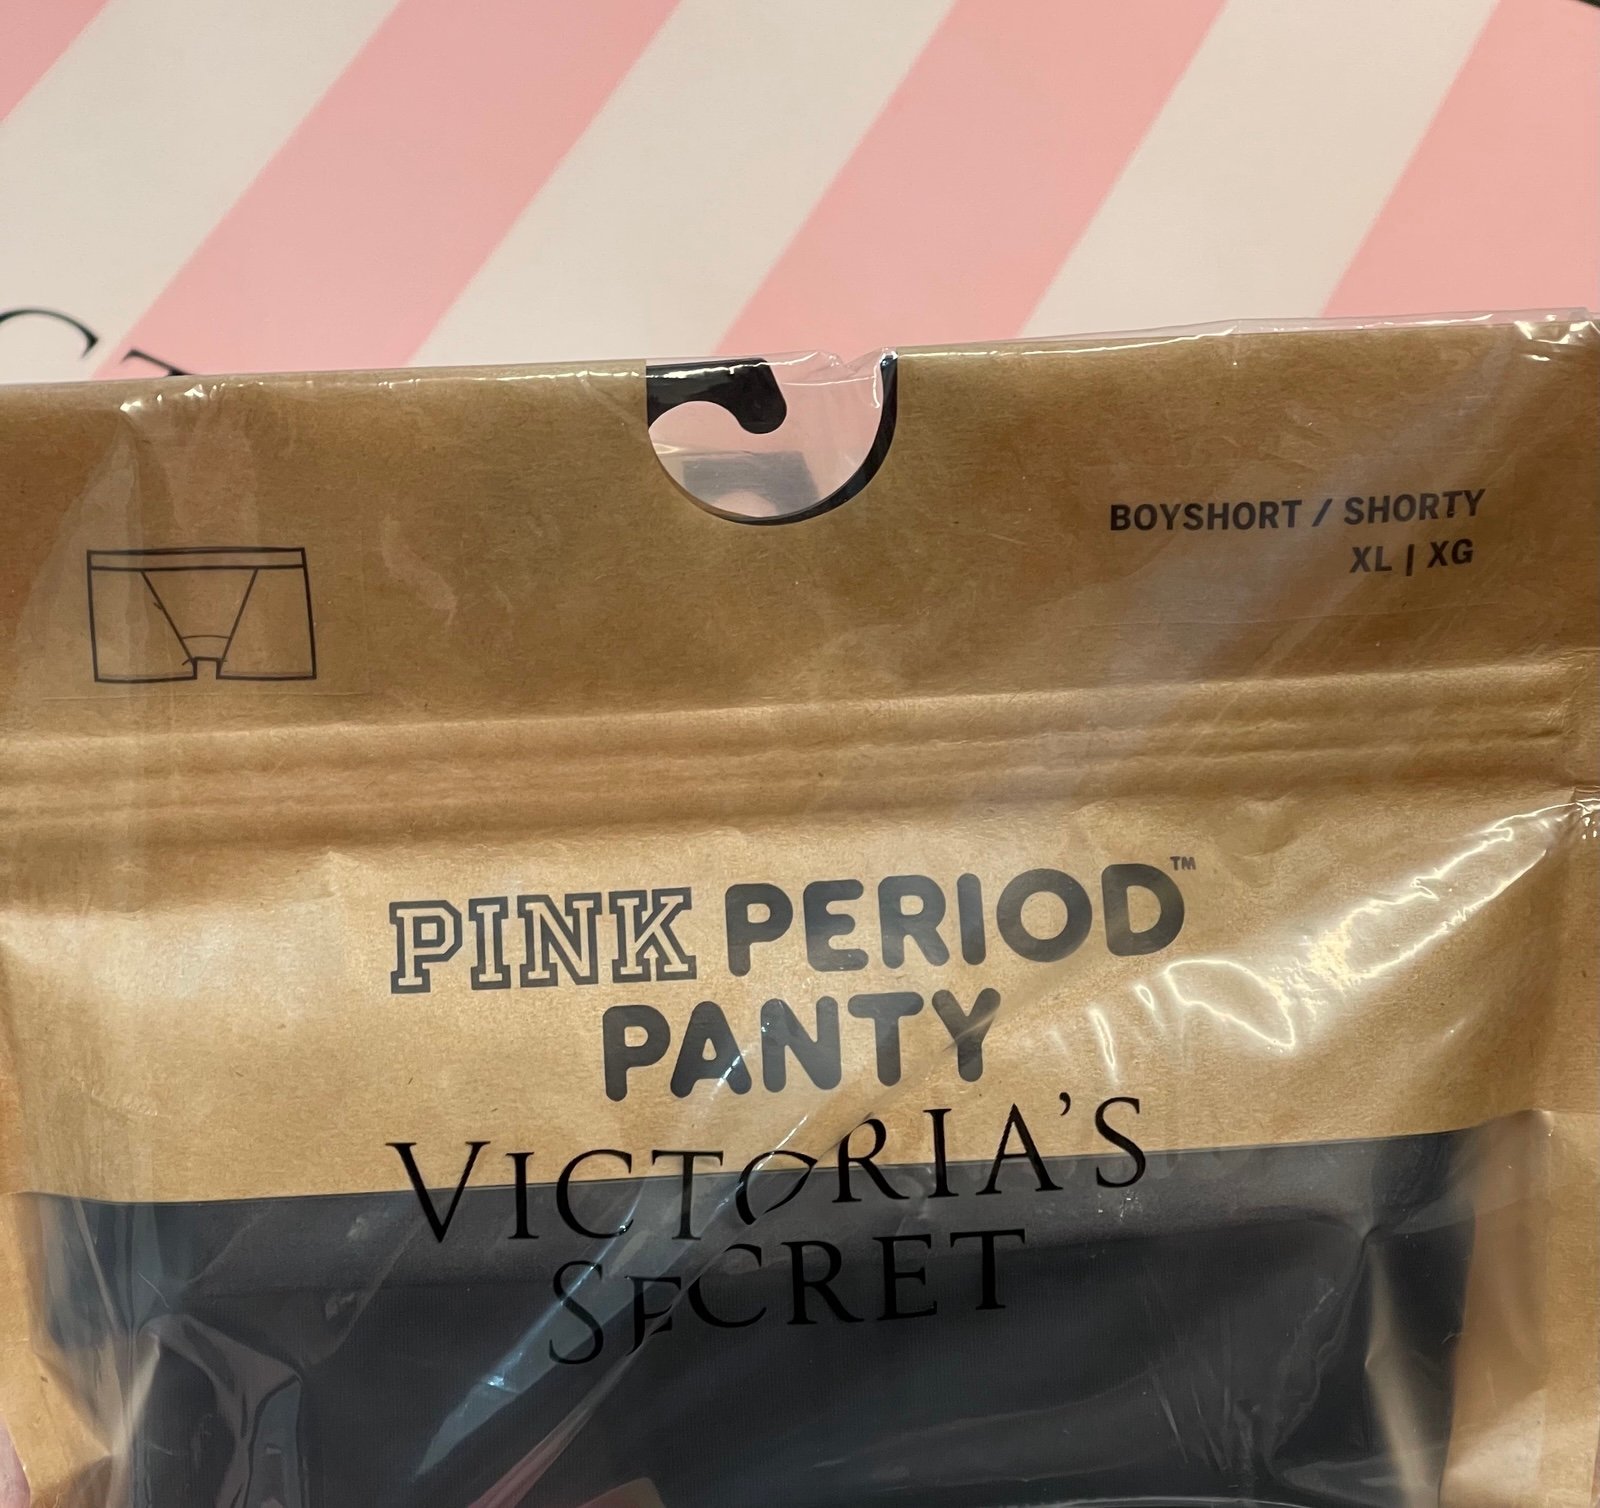 BOYSHORT / SHORTY
XL | XG
PINK PERIOD™
PANTY
VICTORIA'S
SECRET